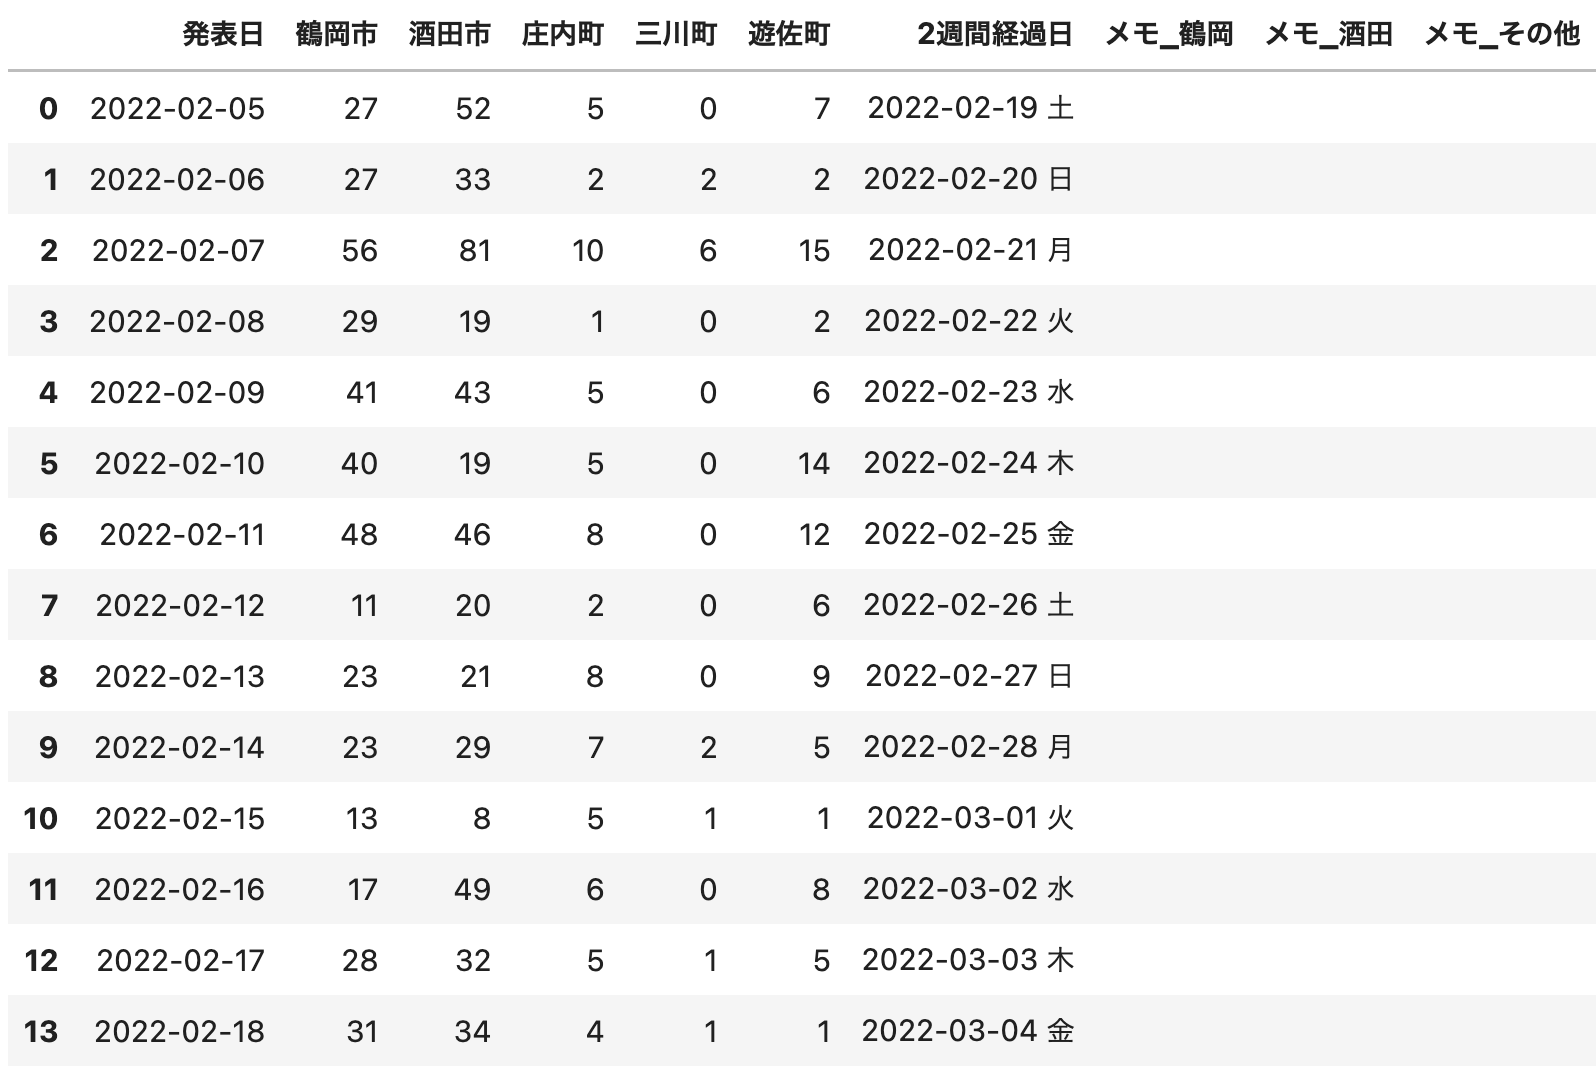 発表日 鶴岡市 酒田市 庄内町 三川町 遊佐町 2週間経過日 メモ_鶴岡 メモ_酒田 メモ_その他
0 2022-02-05 27 52 5 0 7 2022-02-19 土
1 2022-02-06 27 33 2 2 2 2022-02-20 日
2 2022-02-07 56 81 10 6 15 2022-02-21 月
3 2022-02-08 29 19 1 0 2 2022-02-22 火
4 2022-02-09 41 43 5 0 6 2022-02-23 水
5 2022-02-10 40 19 5 0 14 2022-02-24 木
6 2022-02-11 48 46 8 0 12 2022-02-25 金
7 2022-02-12 11 20 2 0 6 2022-02-26 土
8 2022-02-13 23 21 8 0 9 2022-02-27 日
9 2022-02-14 23 29 7 2 5 2022-02-28 月
10 2022-02-15 13 8 5 1 1 2022-03-01 火
11 2022-02-16 17 49 6 0 8 2022-03-02 水
12 2022-02-17 28 32 5 1 5 2022-03-03 木
13 2022-02-18 31 34 4 1 1 2022-03-04 金